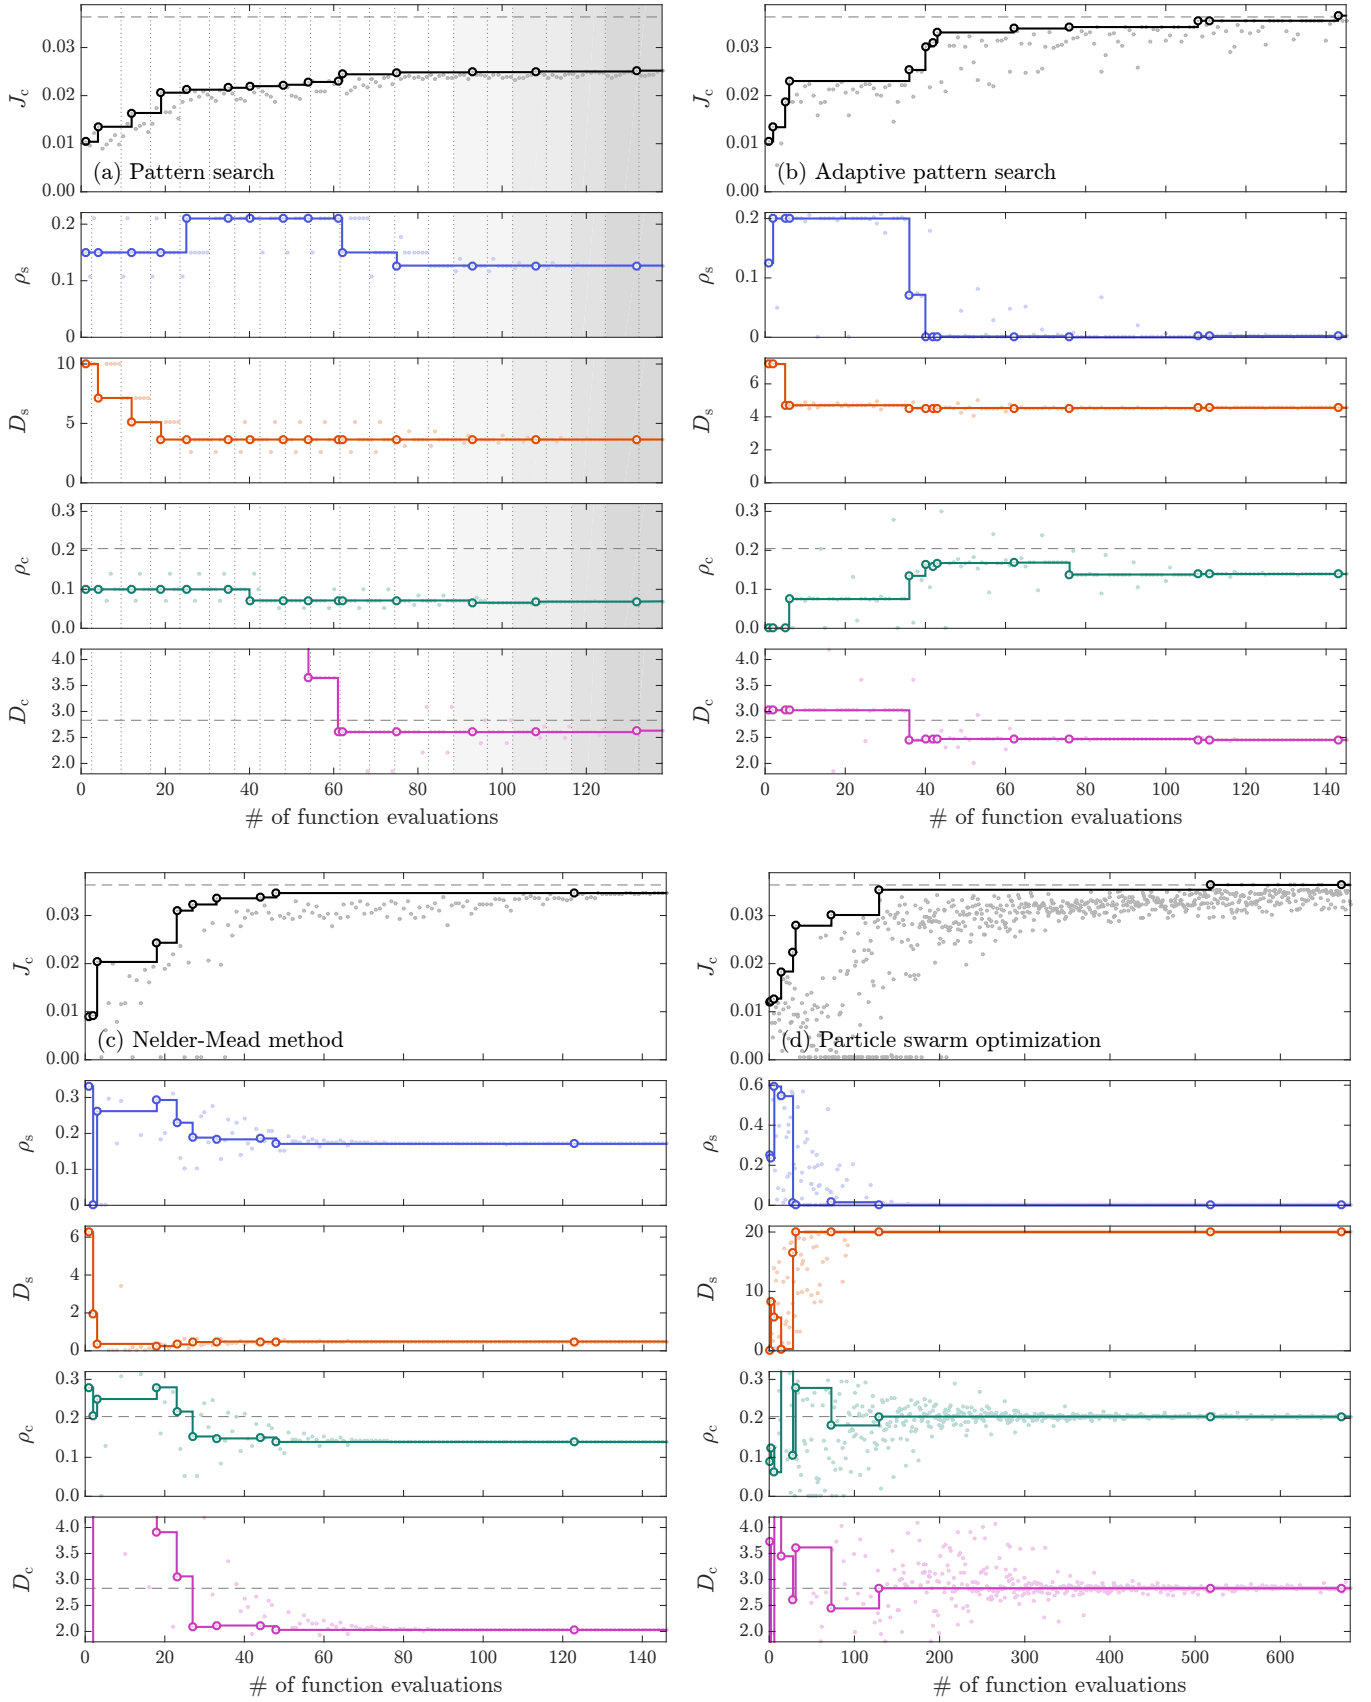 0.03
0.02
0.01
0.00
J_c
(a) Pattern search
0.2
0.1
0
ρ_s
10
5
0
D_s
0.3
0.2
0.1
0.0
ρ_c
4.0
3.5
3.0
2.5
2.0
D_c
0 20 40 60 80 100 120
# of function evaluations
0.03
0.02
0.01
0.00
J_c
(b) Adaptive pattern search
0.2
0.1
0
ρ_s
6
4
2
0
D_s
0.3
0.2
0.1
0.0
ρ_c
4.0
3.5
3.0
2.5
2.0
D_c
0 20 40 60 80 100 120 140
# of function evaluations
0.03
0.02
0.01
0.00
J_c
(c) Nelder-Mead method
0.3
0.2
0.1
0
ρ_s
6
4
2
0
D_s
0.3
0.2
0.1
0.0
ρ_c
4.0
3.5
3.0
2.5
2.0
D_c
0 20 40 60 80 100 120 140
# of function evaluations
0.03
0.02
0.01
0.00
J_c
(d) Particle swarm optimization
0.6
0.4
0.2
0
ρ_s
20
10
0
D_s
0.3
0.2
0.1
0.0
ρ_c
4.0
3.5
3.0
2.5
2.0
D_c
0 100 200 300 400 500 600
# of function evaluations